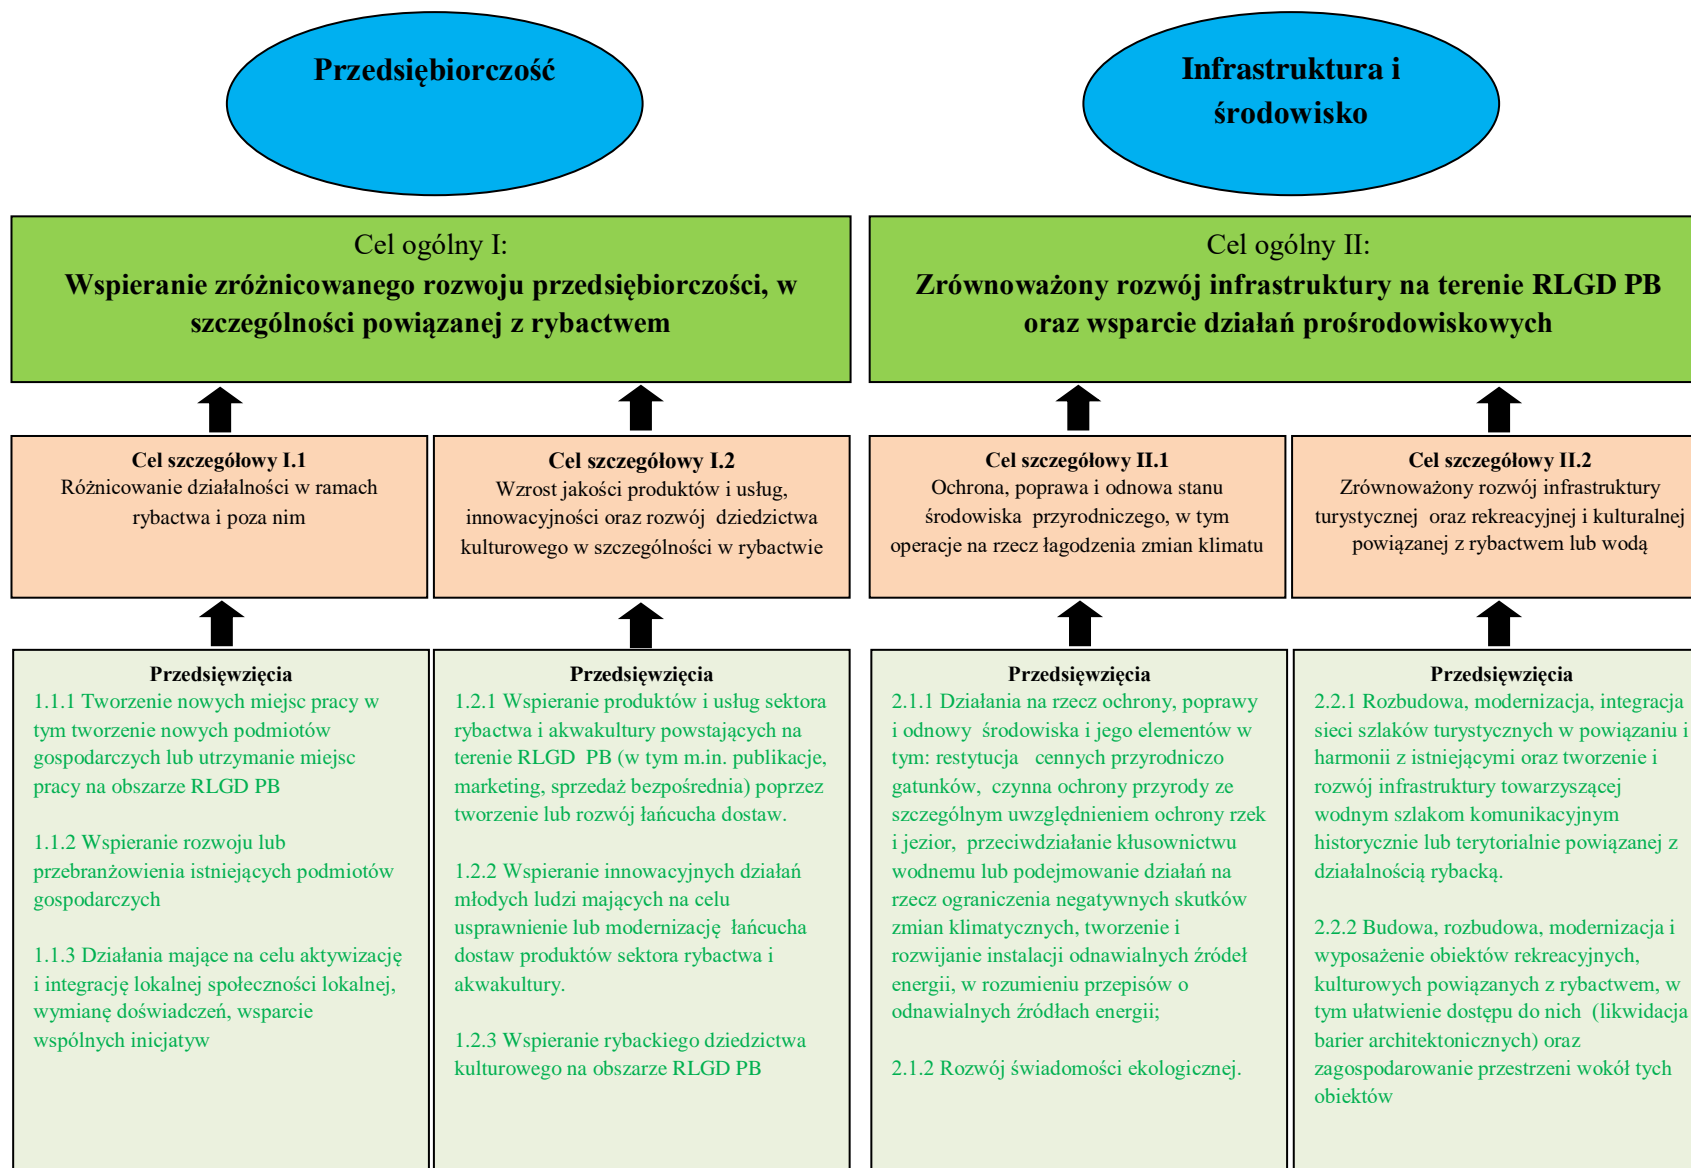 Przedsiębiorczość
Infrastruktura i
środowisko
Cel ogólny I:
Wspieranie zróżnicowanego rozwoju przedsiębiorczości, w
szczególności powiązanej z rybactwem
Cel ogólny II:
Zrównoważony rozwój infrastruktury na terenie RLGD PB
oraz wsparcie działań prośrodowiskowych
Cel szczegółowy I.1
Różnicowanie działalności w ramach
rybactwa i poza nim
Cel szczegółowy I.2
Wzrost jakości produktów i usług,
innowacyjności oraz rozwój dziedzictwa
kulturowego w szczególności w rybactwie
Cel szczegółowy II.1
Ochrona, poprawa i odnowa stanu
środowiska przyrodniczego, w tym
operacje na rzecz łagodzenia zmian klimatu
Cel szczegółowy II.2
Zrównoważony rozwój infrastruktury
turystycznej oraz rekreacyjnej i kulturalnej
powiązanej z rybactwem lub wodą
Przedsięwzięcia
1.1.1 Tworzenie nowych miejsc pracy w
tym tworzenie nowych podmiotów
gospodarczych lub utrzymanie miejsc
pracy na obszarze RLGD PB
1.1.2 Wspieranie rozwoju lub
przebranżowienia istniejących podmiotów
gospodarczych
1.1.3 Działania mające na celu aktywizację
i integrację lokalnej społeczności lokalnej,
wymianę doświadczeń, wsparcie
wspólnych inicjatyw
Przedsięwzięcia
1.2.1 Wspieranie produktów i usług sektora
rybactwa i akwakultury powstających na
terenie RLGD PB (w tym m.in. publikacje,
marketing, sprzedaż bezpośrednia) poprzez
tworzenie lub rozwój łańcucha dostaw.
1.2.2 Wspieranie innowacyjnych działań
młodych ludzi mających na celu
usprawnienie lub modernizację łańcucha
dostaw produktów sektora rybactwa i
akwakultury.
1.2.3 Wspieranie rybackiego dziedzictwa
kulturowego na obszarze RLGD PB
Przedsięwzięcia
2.1.1 Działania na rzecz ochrony, poprawy
i odnowy środowiska i jego elementów w
tym: restytucja cennych przyrodniczo
gatunków, czynna ochrony przyrody ze
szczególnym uwzględnieniem ochrony rzek
i jezior, przeciwdziałanie kłusownictwu
wodnemu lub podejmowanie działań na
rzecz ograniczenia negatywnych skutków
zmian klimatycznych, tworzenie i
rozwijanie instalacji odnawialnych źródeł
energii, w rozumieniu przepisów o
odnawialnych źródłach energii;
2.1.2 Rozwój świadomości ekologicznej.
Przedsięwzięcia
2.2.1 Rozbudowa, modernizacja, integracja
sieci szlaków turystycznych w powiązaniu i
harmonii z istniejącymi oraz tworzenie i
rozwój infrastruktury towarzyszącej
wodnym szlakom komunikacyjnym
historycznie lub terytorialnie powiązanej z
działalnością rybacką.
2.2.2 Budowa, rozbudowa, modernizacja i
wyposażenie obiektów rekreacyjnych,
kulturowych powiązanych z rybactwem, w
tym ułatwienie dostępu do nich (likwidacja
barier architektonicznych) oraz
zagospodarowanie przestrzeni wokół tych
obiektów